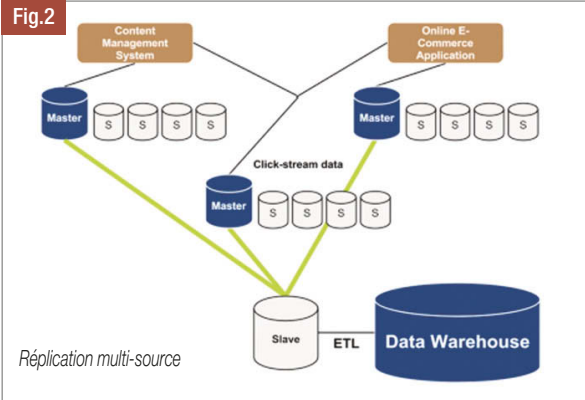 Fig.2
Content
Management
System
Online E-
Commerce
Application
Master
S S S S
Master
S S S S
Click-stream data
Master
S S S S
Slave
ETL
Data Warehouse
Réplication multi-source